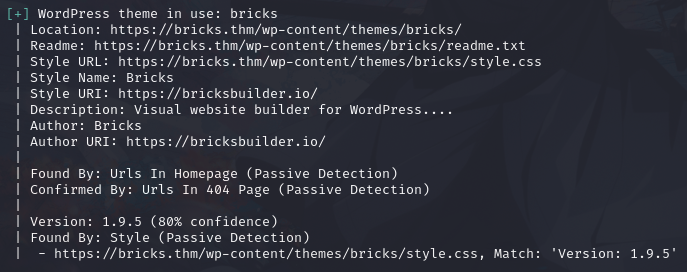 [+] WordPress theme in use: bricks
| Location: https://bricks.thm/wp-content/themes/bricks/
| Readme: https://bricks.thm/wp-content/themes/bricks/readme.txt
| Style URL: https://bricks.thm/wp-content/themes/bricks/style.css
| Style Name: Bricks
| Style URI: https://bricksbuilder.io/
| Description: Visual website builder for WordPress....
| Author: Bricks
| Author URI: https://bricksbuilder.io/
|
| Found By: Urls In Homepage (Passive Detection)
| Confirmed By: Urls In 404 Page (Passive Detection)
|
| Version: 1.9.5 (80% confidence)
| Found By: Style (Passive Detection)
|  - https://bricks.thm/wp-content/themes/bricks/style.css, Match: 'Version: 1.9.5'